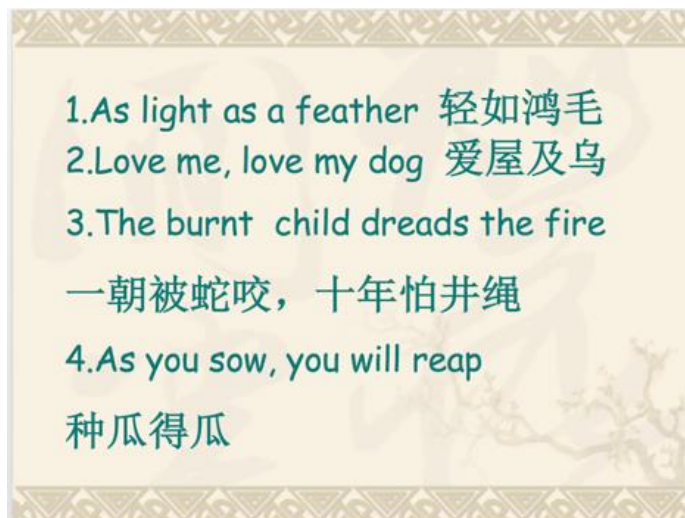 1.As light as a feather 轻如鸿毛
2.Love me, love my dog 爱屋及乌
3.The burnt child dreads the fire
一朝被蛇咬，十年怕井绳
4.As you sow, you will reap
种瓜得瓜